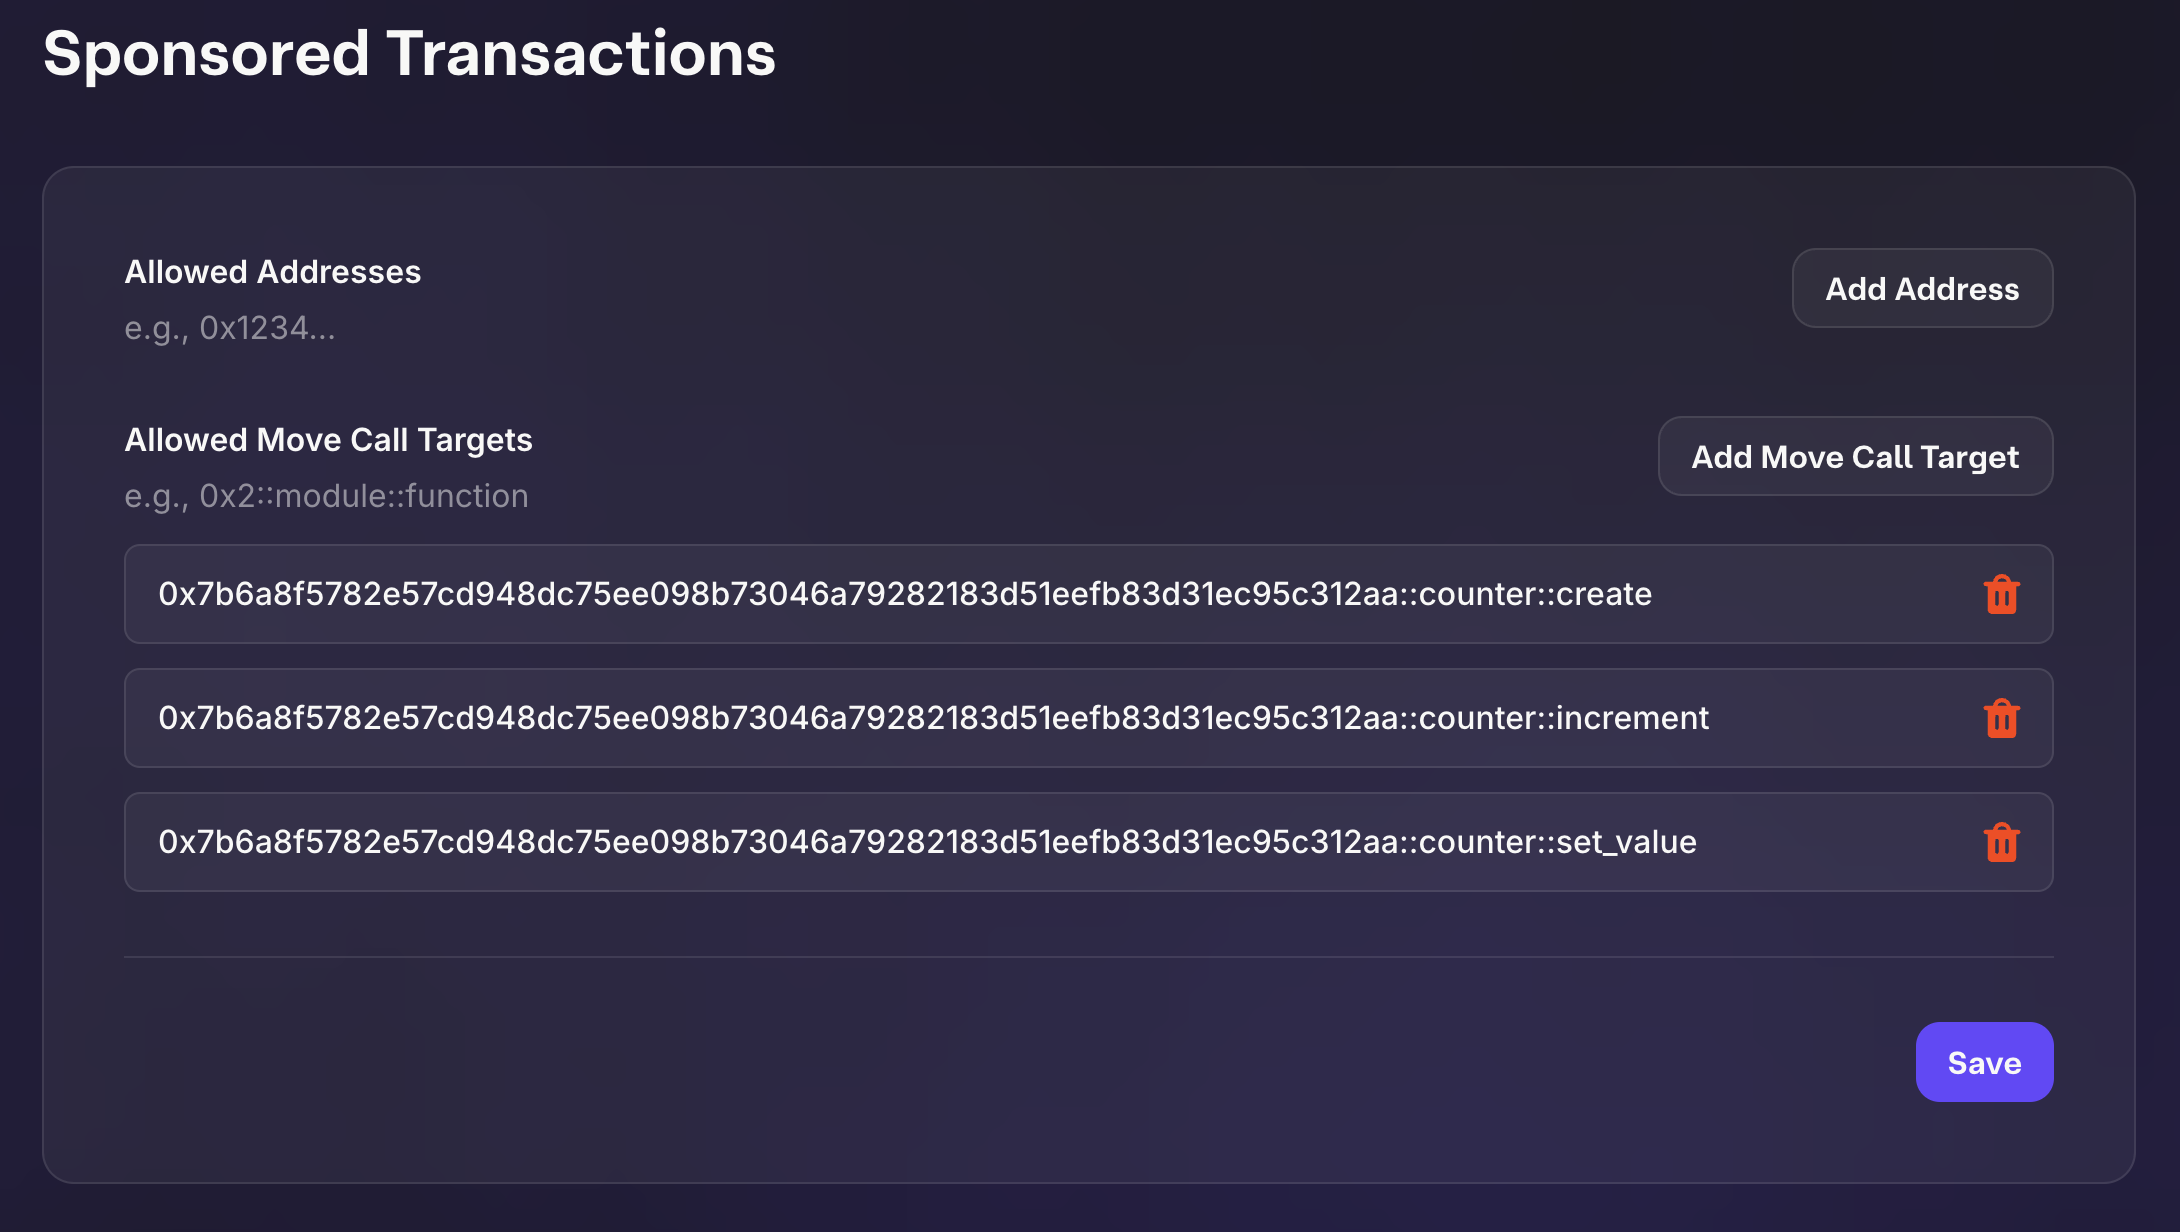 Sponsored Transactions
Allowed Addresses
Add Address
e.g., 0x1234...
Allowed Move Call Targets
Add Move Call Target
e.g., 0x2::module::function
0x7b6a8f5782e57cd948dc75ee098b73046a79282183d51eefb83d31ec95c312aa::counter::create
0x7b6a8f5782e57cd948dc75ee098b73046a79282183d51eefb83d31ec95c312aa::counter::increment
0x7b6a8f5782e57cd948dc75ee098b73046a79282183d51eefb83d31ec95c312aa::counter::set_value
Save